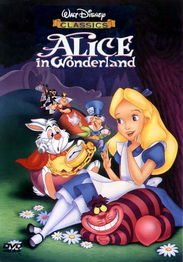 WALT DISNEY
CLASSICS
ALICE
in Wonderland
DVD